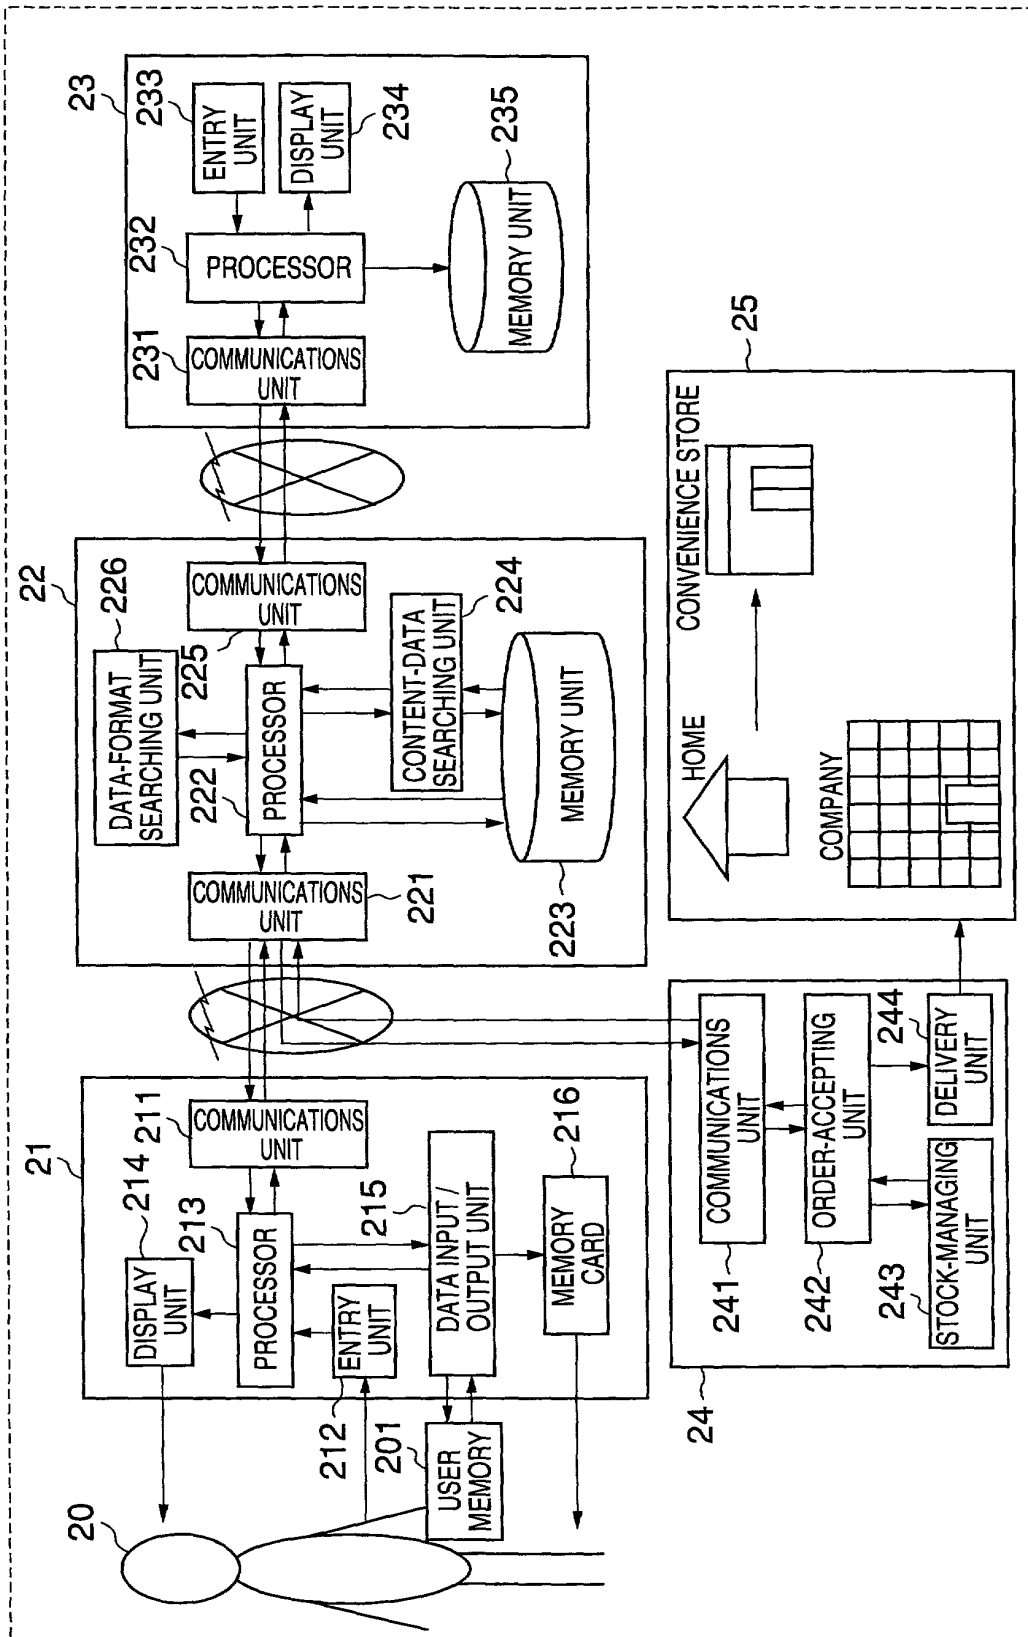 20
21
214
DISPLAY
UNIT
213
PROCESSOR
211
COMMUNICATIONS
UNIT
212
ENTRY
UNIT
215
DATA INPUT /
OUTPUT UNIT
201
USER
MEMORY
216
MEMORY
CARD
22
226
DATA-FORMAT
SEARCHING UNIT
222
PROCESSOR
225
COMMUNICATIONS
UNIT
COMMUNICATIONS
UNIT
221
224
CONTENT-DATA
SEARCHING UNIT
223
MEMORY UNIT
23
233
ENTRY
UNIT
232
PROCESSOR
DISPLAY
UNIT
234
231
COMMUNICATIONS
UNIT
235
MEMORY UNIT
24
241
COMMUNICATIONS
UNIT
242
ORDER-ACCEPTING
UNIT
243
STOCK-MANAGING
UNIT
244
DELIVERY
UNIT
25
HOME
CONVENIENCE STORE
COMPANY